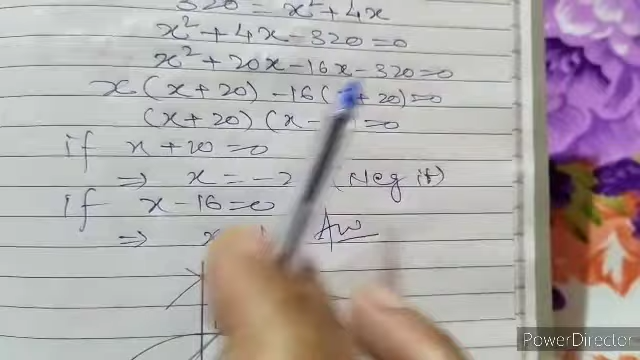 320 = x² + 4x
x² + 4x - 320 = 0
x² + 20x - 16x - 320 = 0
x (x + 20) - 16 ( + 20) = 0
(x + 20) (x - = 0
if x + 20 = 0
⇒ x = -2 (Neg it)
if x - 16 = 0
⇒ x Ans
PowerDirector